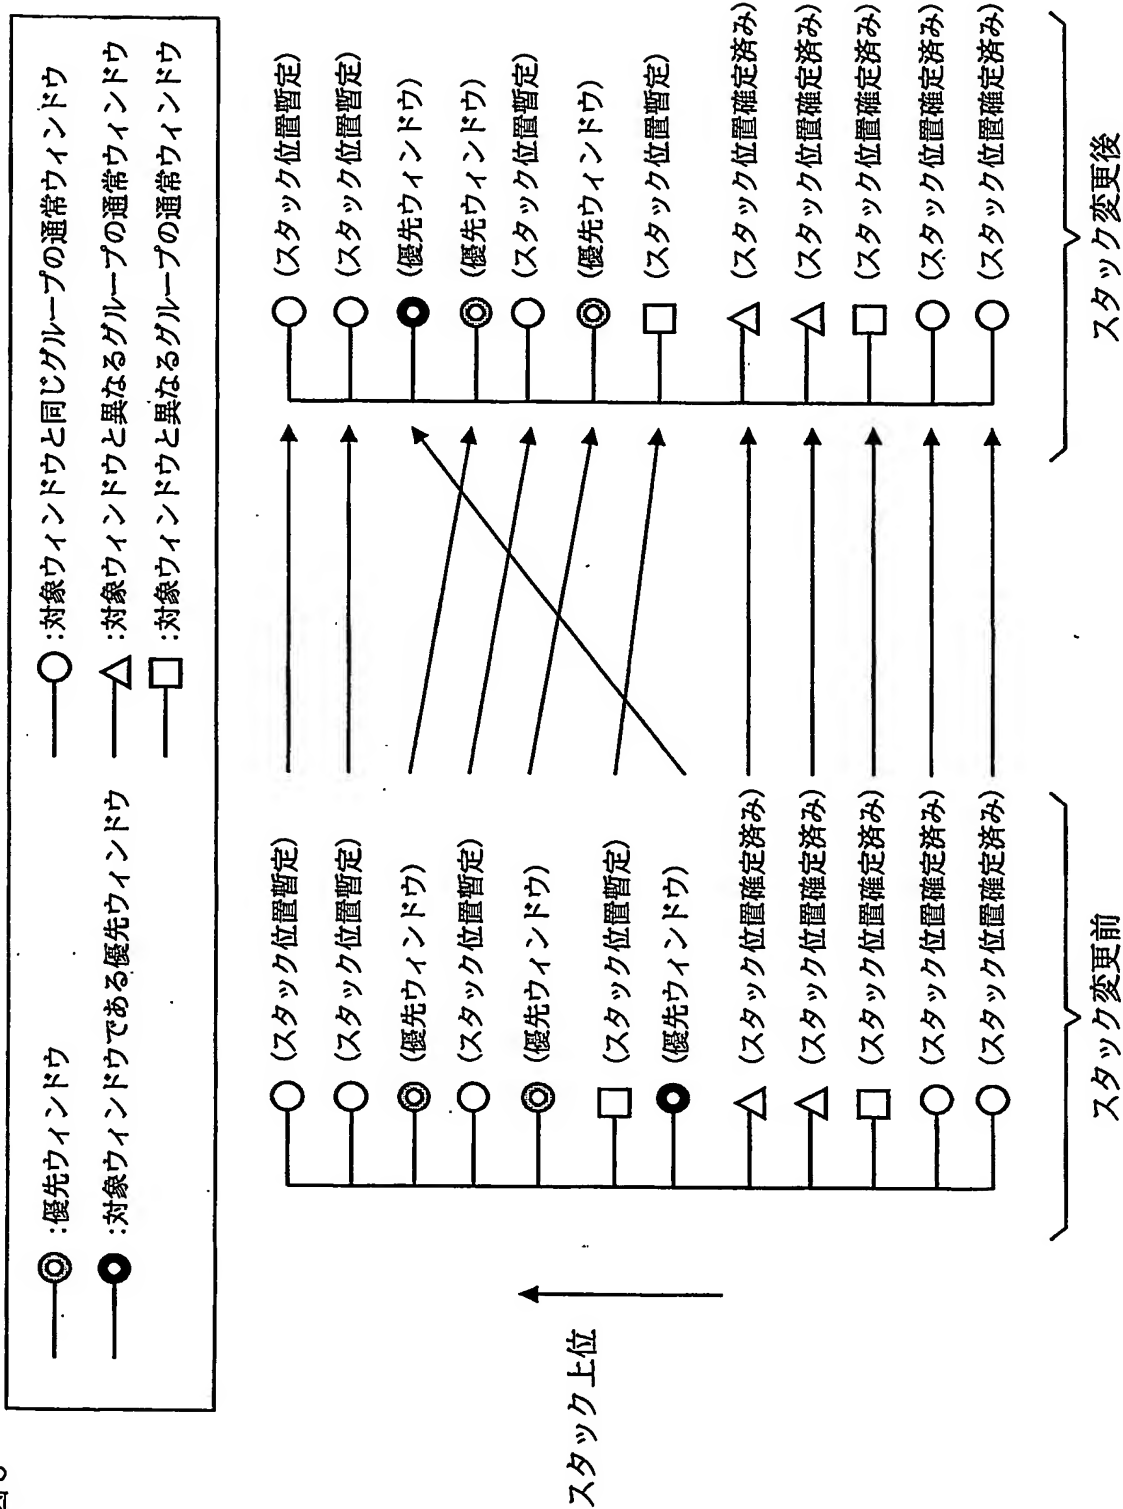 :優先ウィンドウ
:対象ウィンドウである優先ウィンドウ
:対象ウィンドウと同じグループの通常ウィンドウ
:対象ウィンドウと異なるグループの通常ウィンドウ
:対象ウィンドウと異なるグループの通常ウィンドウ
スタック上位
(スタック位置暫定)
(スタック位置暫定)
(優先ウィンドウ)
(スタック位置暫定)
(優先ウィンドウ)
(スタック位置暫定)
(優先ウィンドウ)
(スタック位置確定済み)
(スタック位置確定済み)
(スタック位置確定済み)
(スタック位置確定済み)
(スタック位置確定済み)
スタック変更前
(スタック位置暫定)
(スタック位置暫定)
(優先ウィンドウ)
(優先ウィンドウ)
(スタック位置暫定)
(優先ウィンドウ)
(スタック位置暫定)
(スタック位置確定済み)
(スタック位置確定済み)
(スタック位置確定済み)
(スタック位置確定済み)
(スタック位置確定済み)
スタック変更後